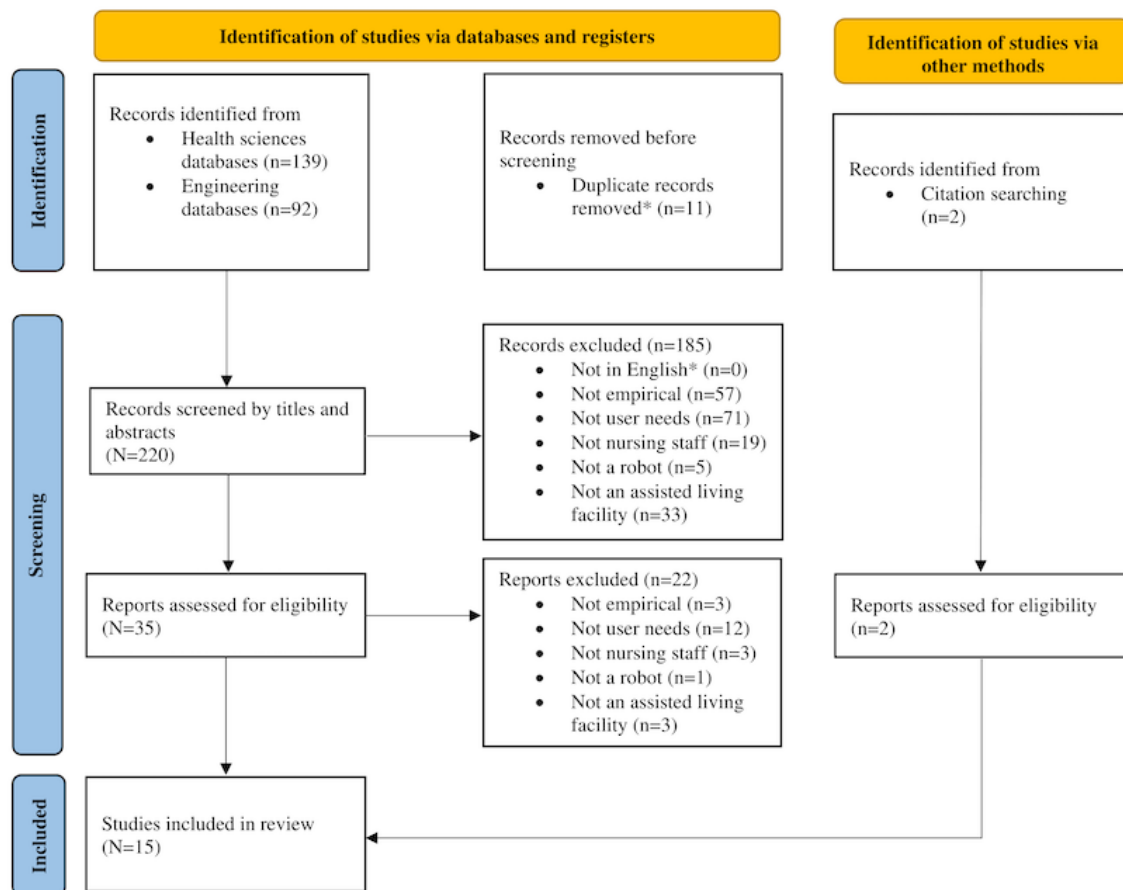 Identification of studies via databases and registers
Identification of studies via
other methods
Identification
Records identified from
• Health sciences
databases (n=139)
• Engineering
databases (n=92)
Records removed before
screening
• Duplicate records
removed* (n=11)
Records identified from
• Citation searching
(n=2)
Screening
Records screened by titles and
abstracts
(N=220)
Records excluded (n=185)
• Not in English* (n=0)
• Not empirical (n=57)
• Not user needs (n=71)
• Not nursing staff (n=19)
• Not a robot (n=5)
• Not an assisted living
facility (n=33)
Reports assessed for eligibility
(N=35)
Reports excluded (n=22)
• Not empirical (n=3)
• Not user needs (n=12)
• Not nursing staff (n=3)
• Not a robot (n=1)
• Not an assisted living
facility (n=3)
Reports assessed for eligibility
(n=2)
Included
Studies included in review
(N=15)